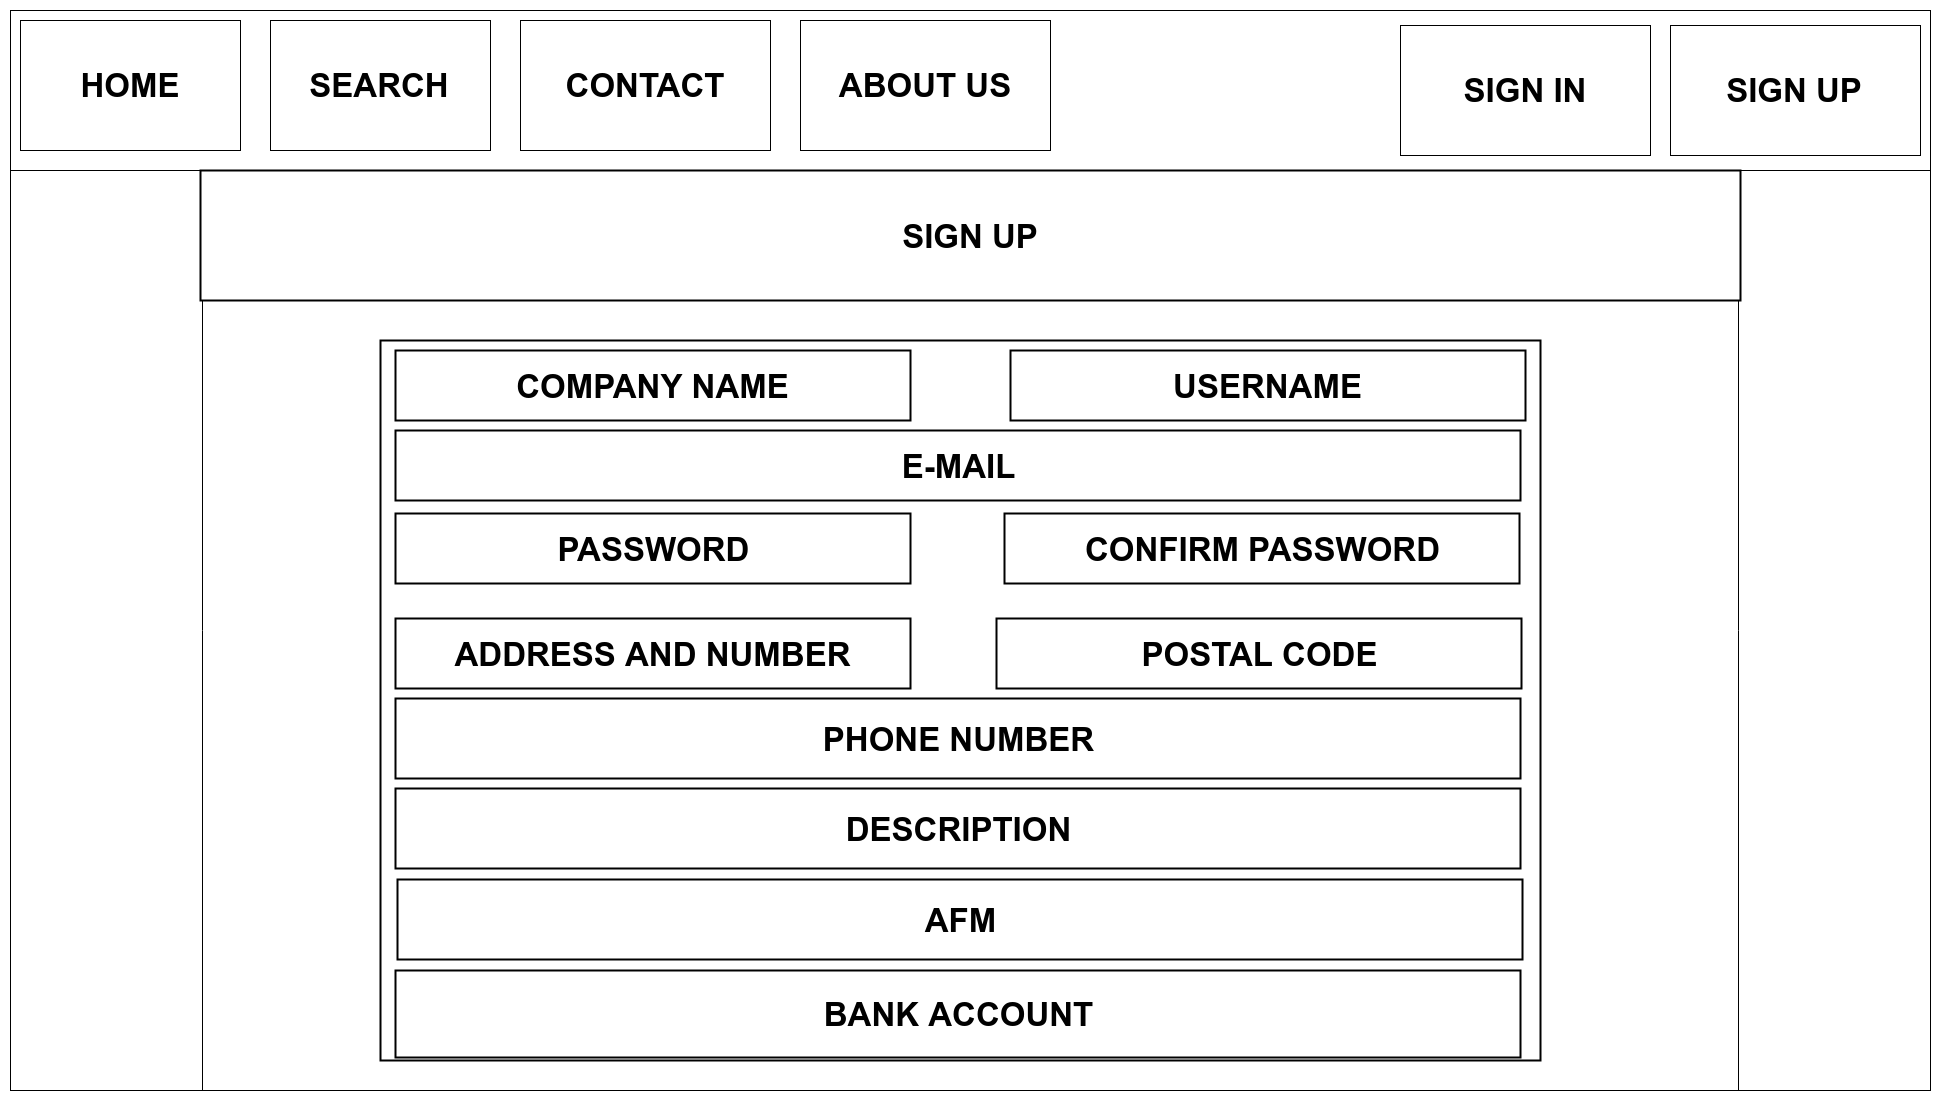 HOME
SEARCH
CONTACT
ABOUT US
SIGN IN
SIGN UP
SIGN UP
COMPANY NAME
USERNAME
E-MAIL
PASSWORD
CONFIRM PASSWORD
ADDRESS AND NUMBER
POSTAL CODE
PHONE NUMBER
DESCRIPTION
AFM
BANK ACCOUNT